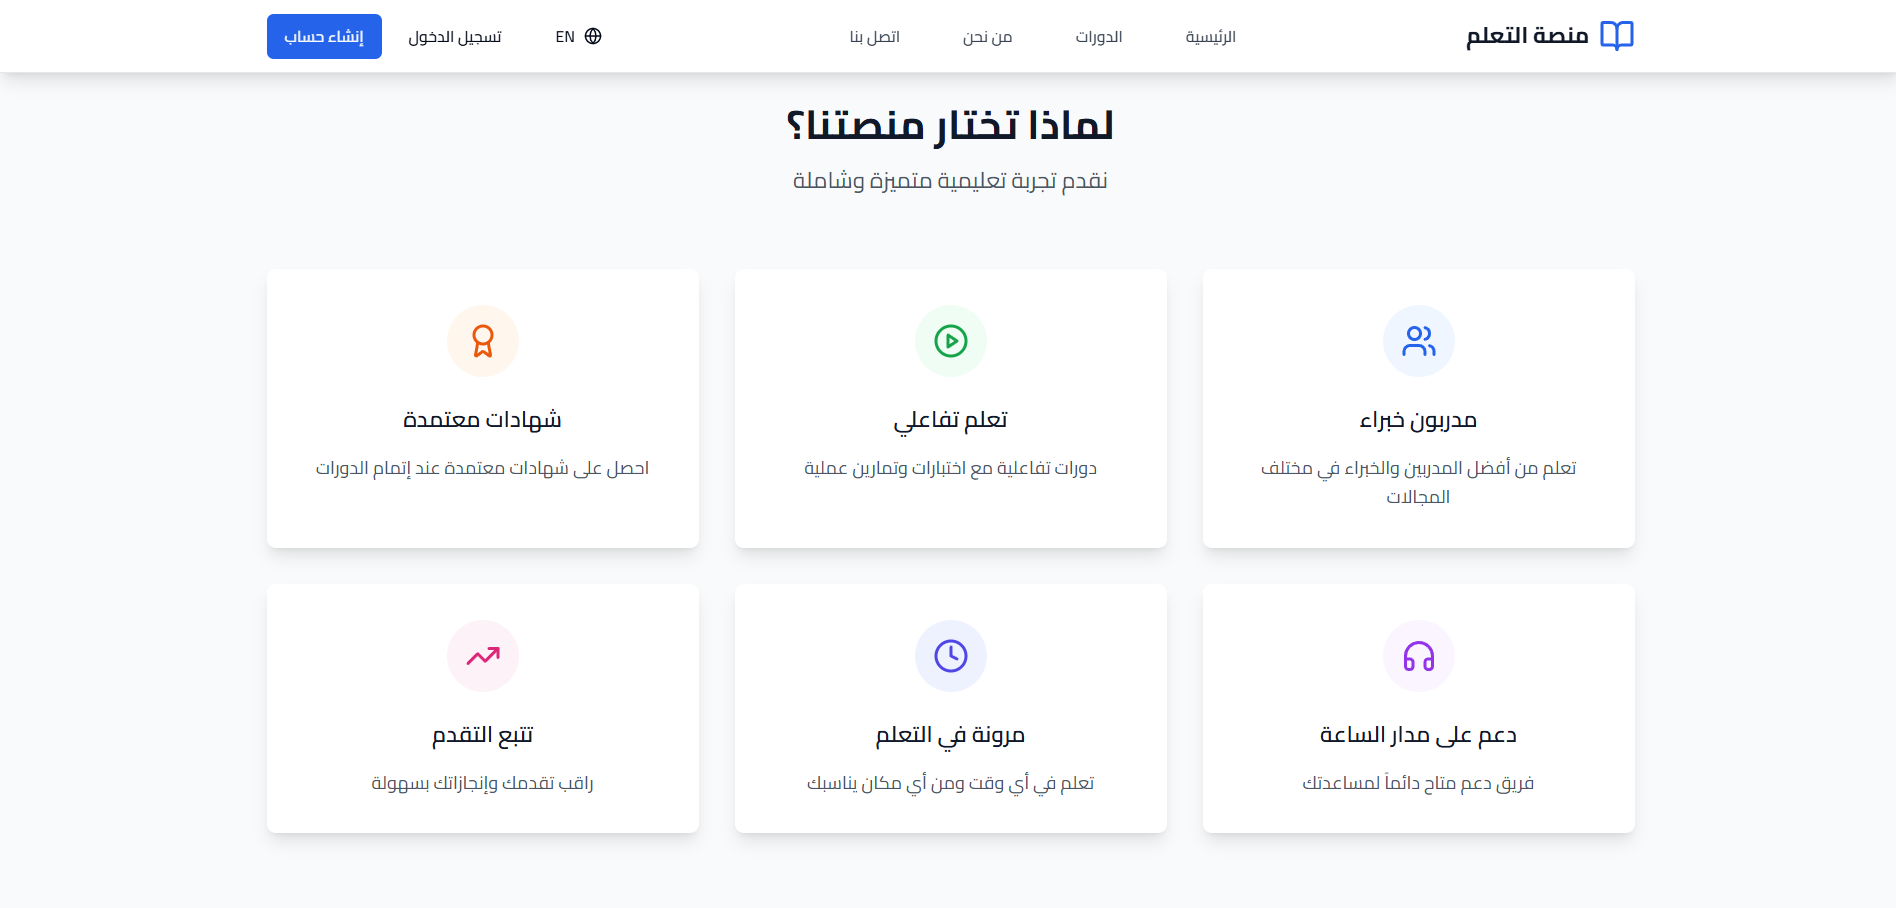 منصة التعلم
الرئيسية
الدورات
من نحن
اتصل بنا
EN
تسجيل الدخول
إنشاء حساب
لماذا تختار منصتنا؟
نقدم تجربة تعليمية متميزة وشاملة
مدربون خبراء
تعلم من أفضل المدربين والخبراء في مختلف
المجالات
تعلم تفاعلي
دورات تفاعلية مع اختبارات وتمارين عملية
شهادات معتمدة
احصل على شهادات معتمدة عند إتمام الدورات
دعم على مدار الساعة
فريق دعم متاح دائماً لمساعدتك
مرونة في التعلم
تعلم في أي وقت ومن أي مكان يناسبك
تتبع التقدم
راقب تقدمك وإنجازاتك بسهولة